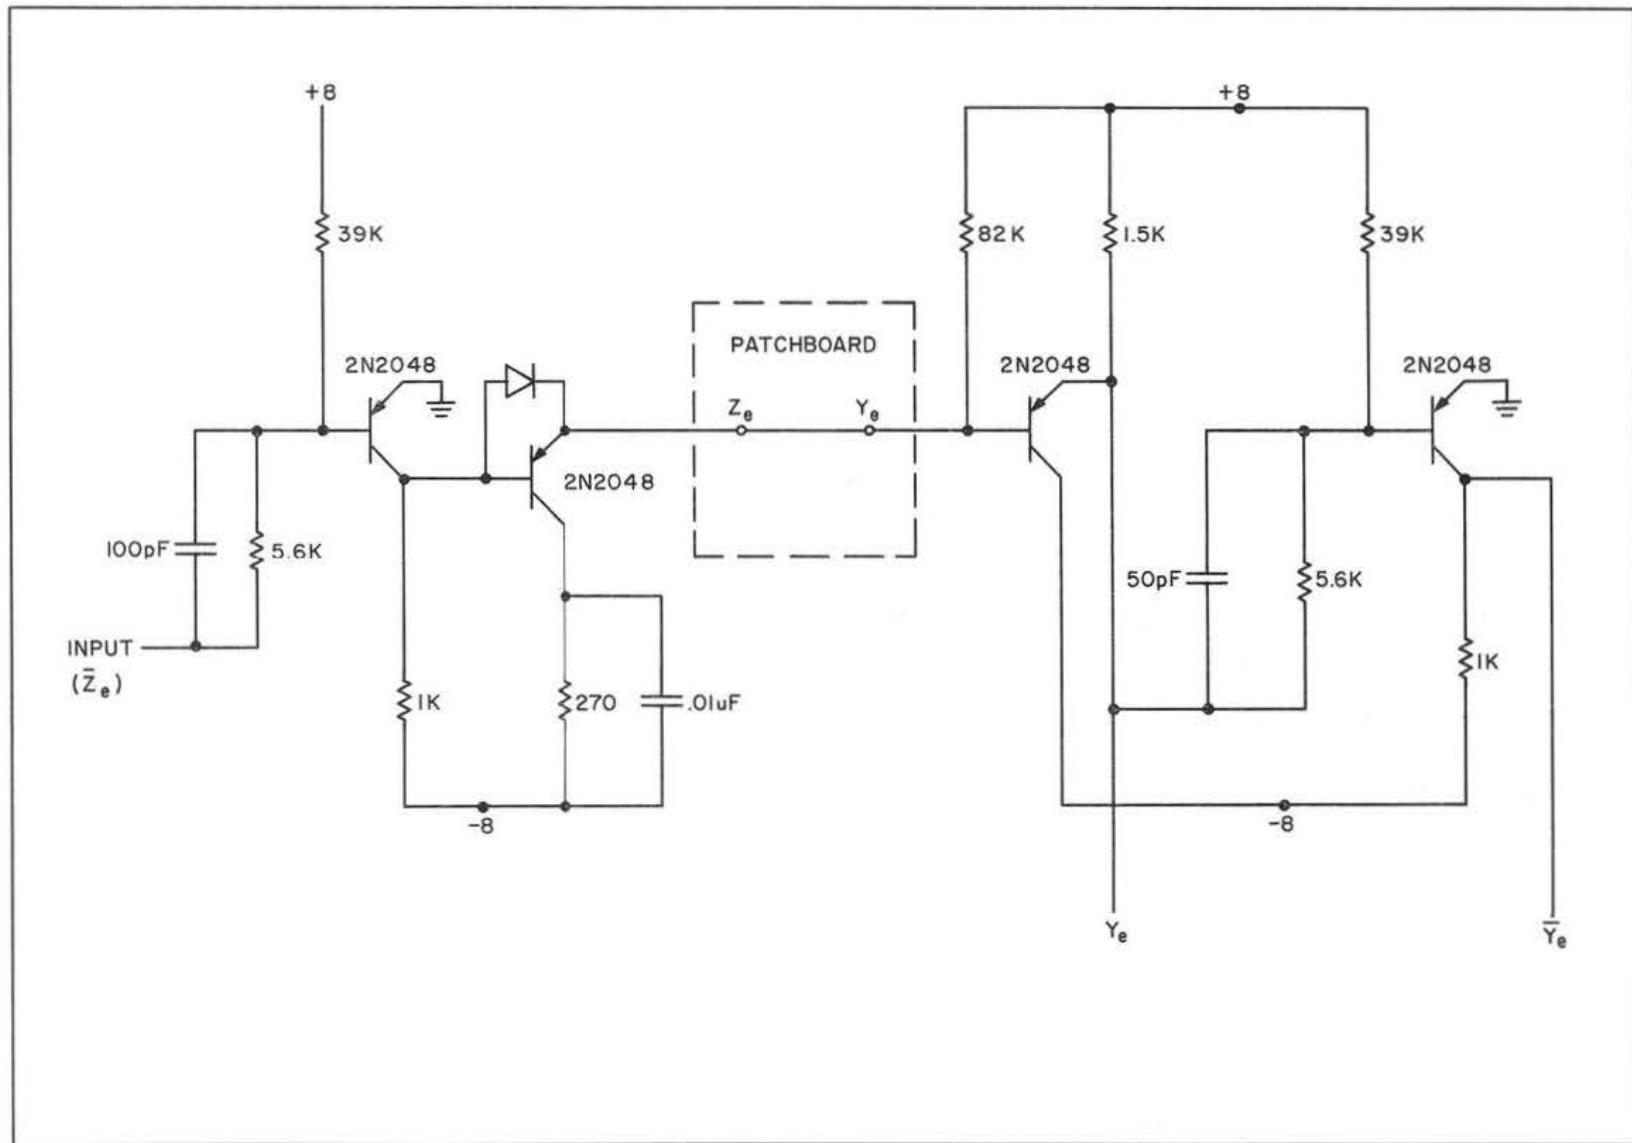 +8
+8
39K
82K
1.5K
39K
PATCHBOARD
2N2048
2N2048
2N2048
Zₑ
Yₑ
2N2048
100pF
5.6K
50pF
5.6K
INPUT
(Z̄ₑ)
1K
270
.01uF
1K
-8
-8
Yₑ
Ȳₑ